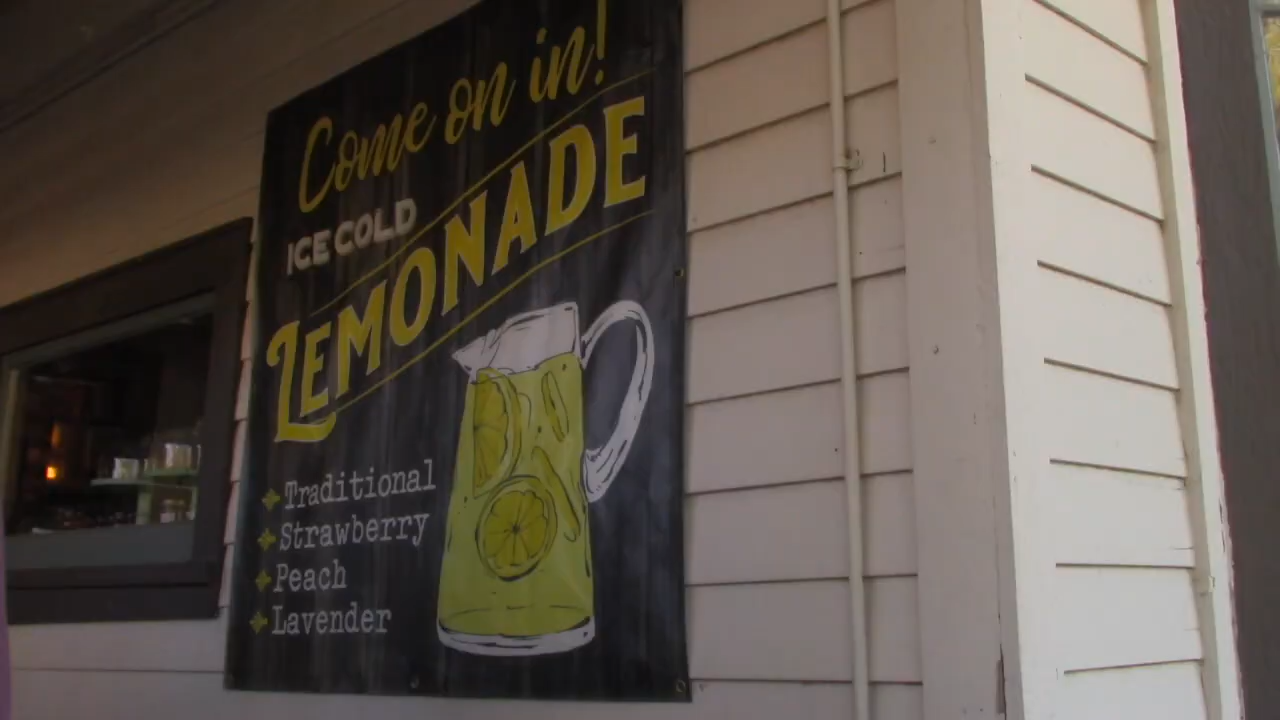 Come on in!
ICE COLD
LEMONADE
Traditional
Strawberry
Peach
Lavender